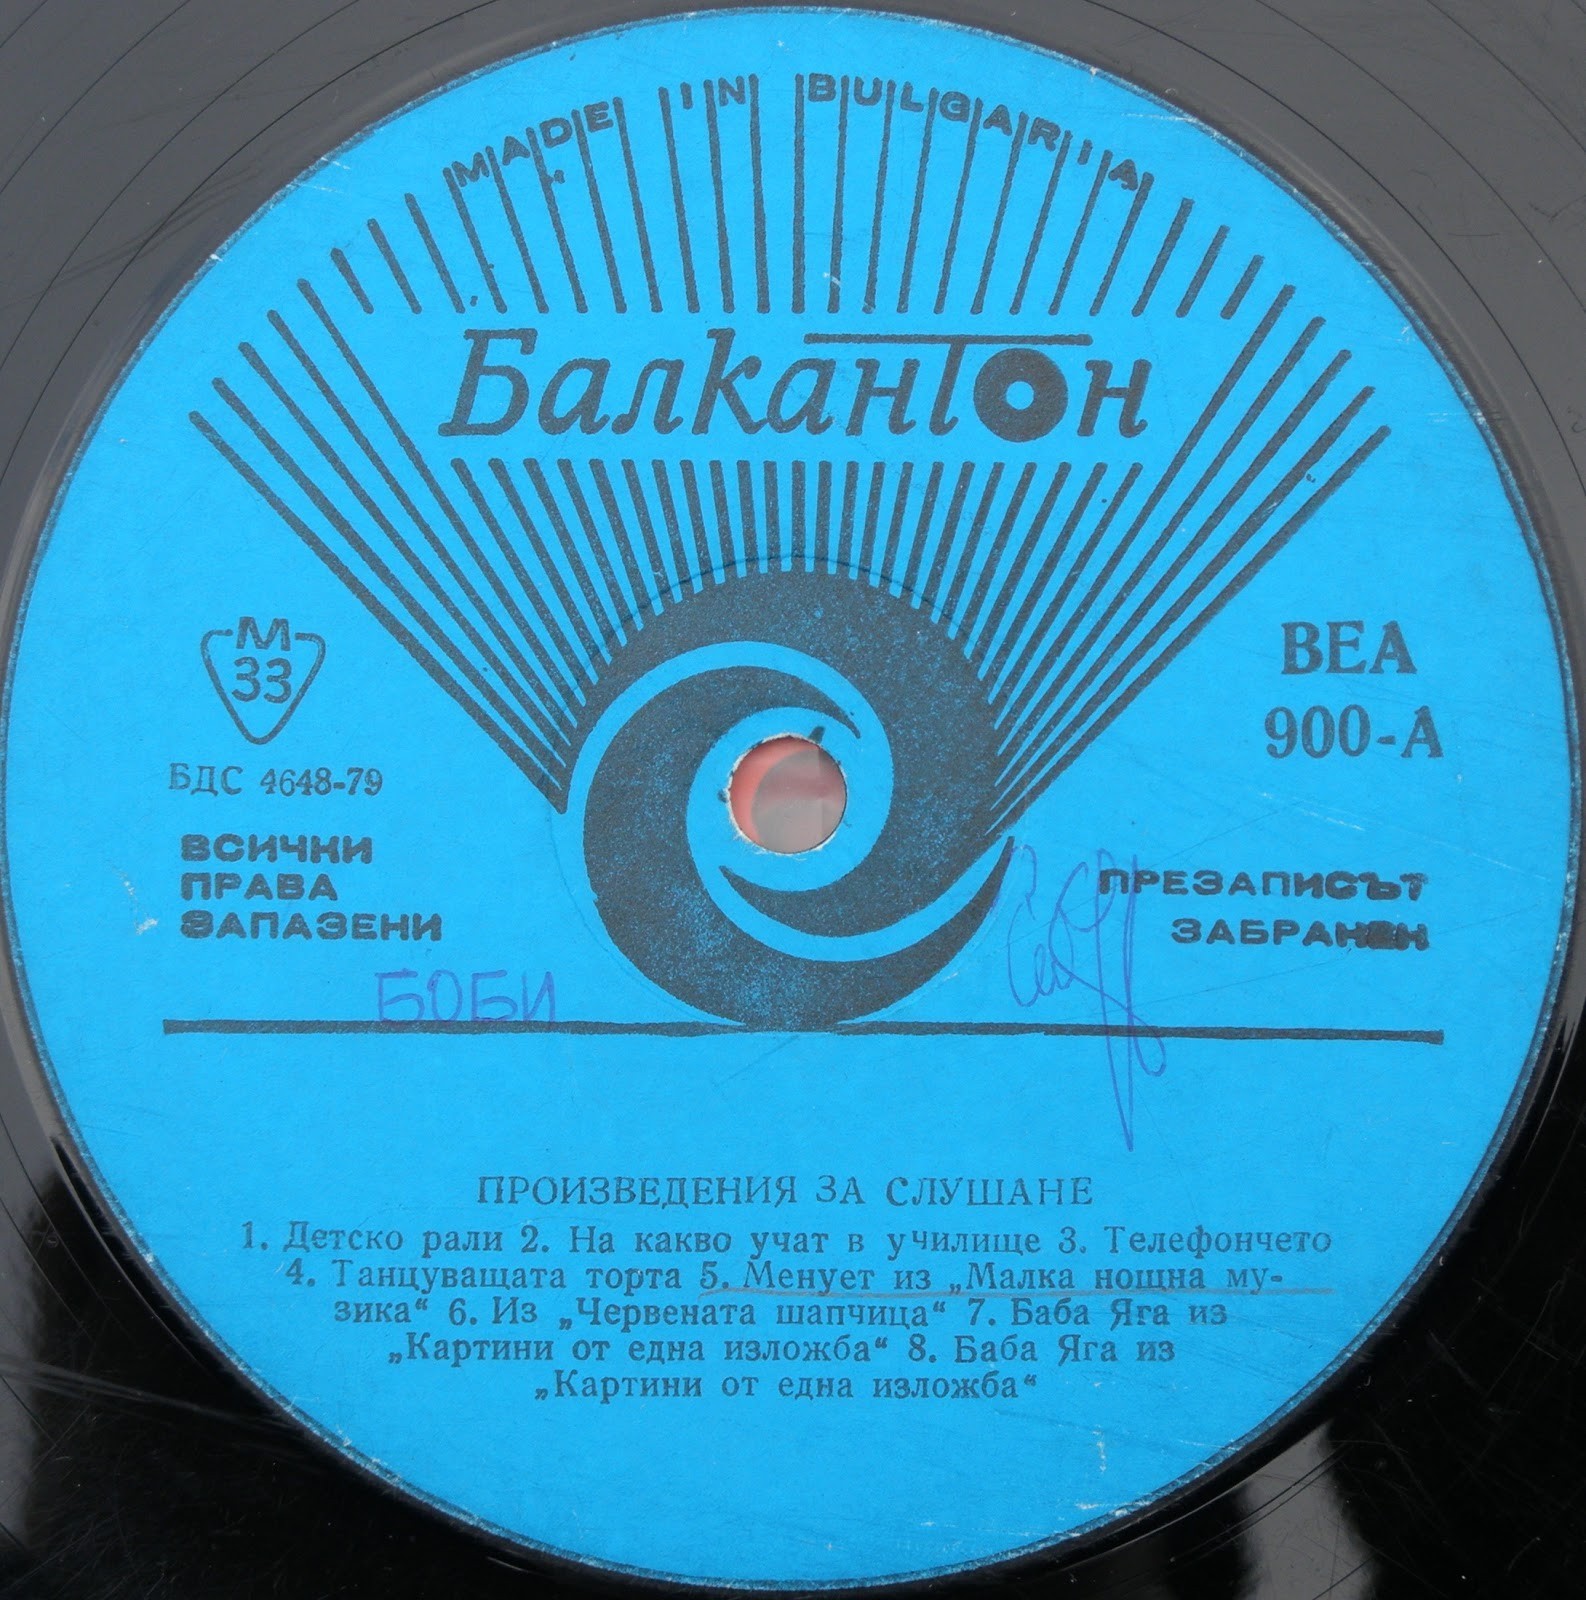 MADE IN BULGARIA
Балкантон
М
33
БДС 4648-79
ВСИЧКИ
ПРАВА
ЗАПАЗЕНИ
ВЕА
900-А
ПРЕЗАПИСЪТ
ЗАБРАНЕН
БОБИ
ПРОИЗВЕДЕНИЯ ЗА СЛУШАНЕ
1. Детско рали 2. На какво учат в училище 3. Телефончето
4. Танцуващата торта 5. Менует из „Малка нощна му-
зика“ 6. Из „Червената шапчица“ 7. Баба Яга из
„Картини от една изложба“ 8. Баба Яга из
„Картини от една изложба“